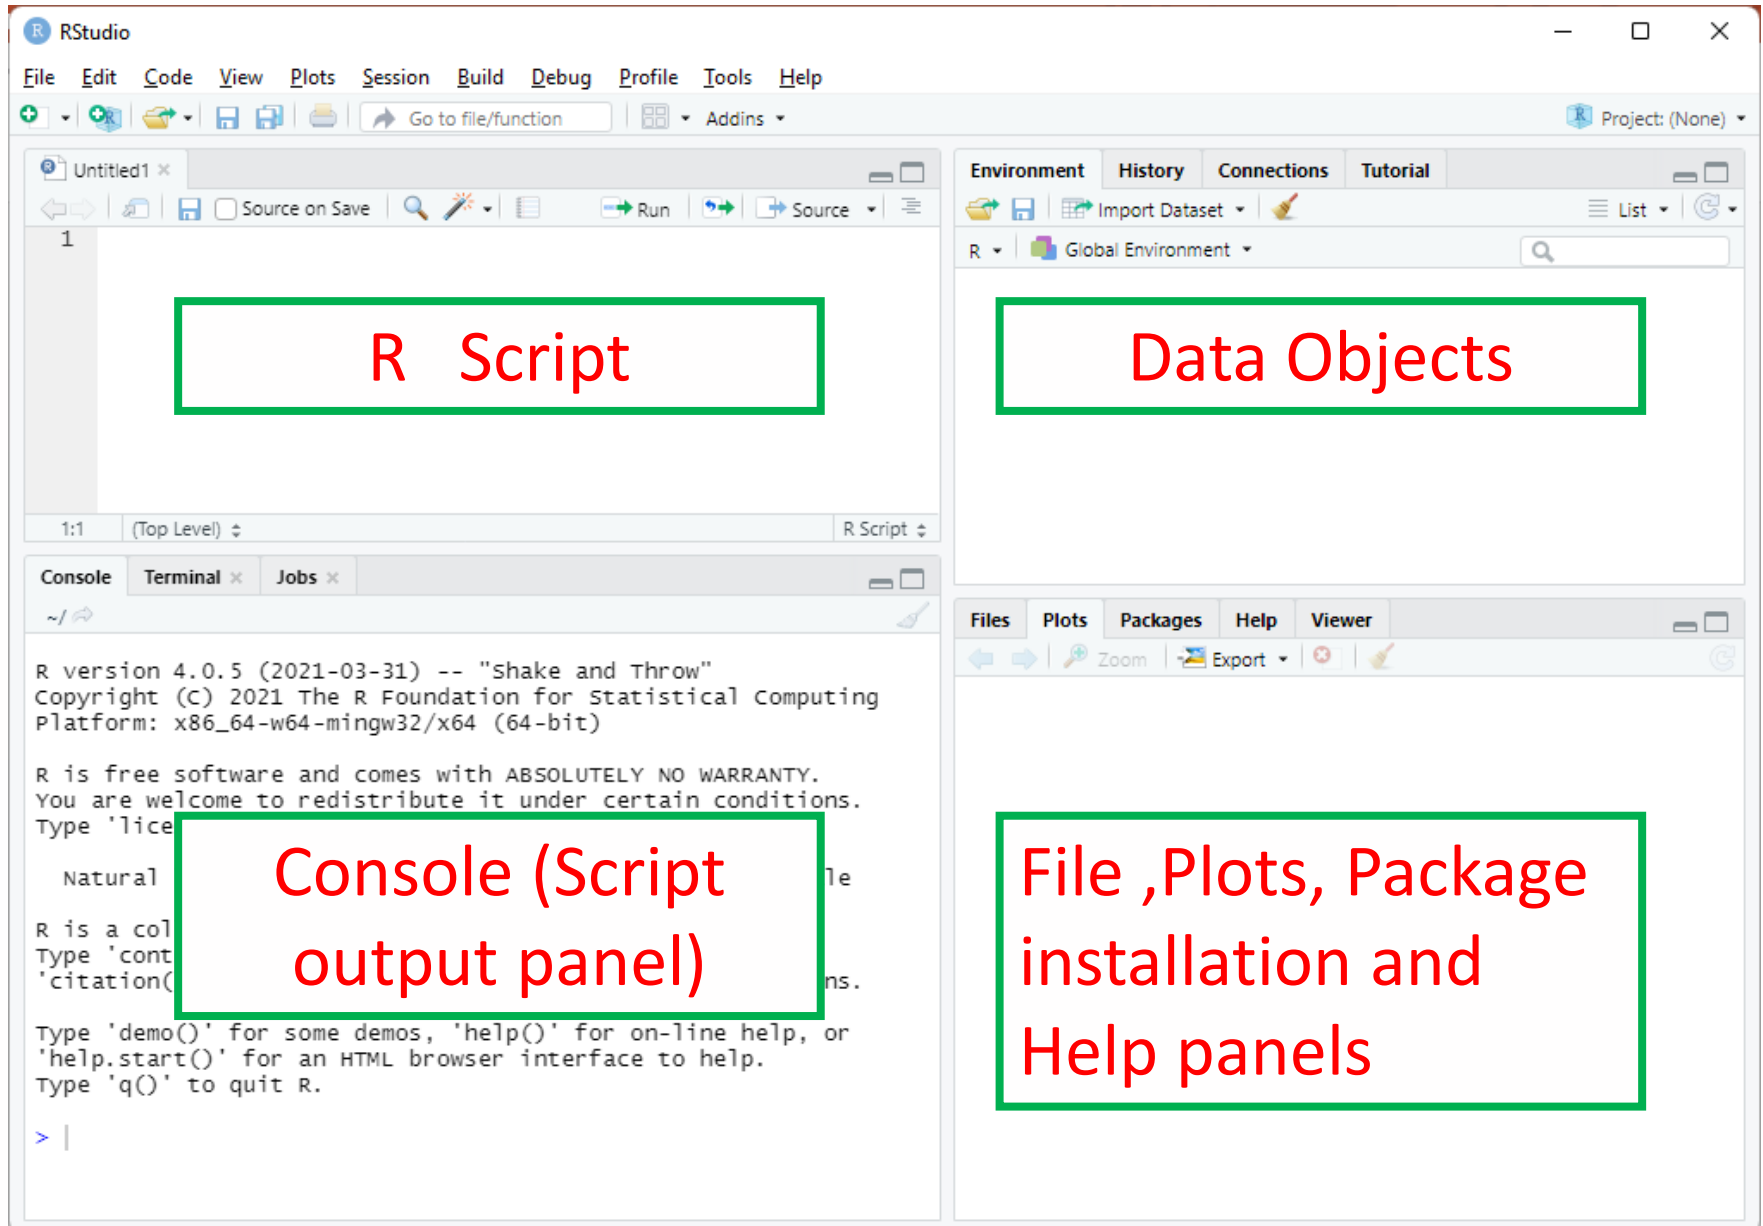 RStudio
File Edit Code View Plots Session Build Debug Profile Tools Help
Go to file/function Addins Project: (None)
Untitled1
Source on Save Run Source
1
R Script
1:1 (Top Level) R Script
Environment History Connections Tutorial
Import Dataset List
R Global Environment
Data Objects
Console Terminal Jobs
~/
R version 4.0.5 (2021-03-31) -- "Shake and Throw"
Copyright (C) 2021 The R Foundation for Statistical Computing
Platform: x86_64-w64-mingw32/x64 (64-bit)
R is free software and comes with ABSOLUTELY NO WARRANTY.
You are welcome to redistribute it under certain conditions.
Type 'lice
Natural le
R is a col
Type 'cont
'citation( ns.
Console (Script
output panel)
Type 'demo()' for some demos, 'help()' for on-line help, or
'help.start()' for an HTML browser interface to help.
Type 'q()' to quit R.
>
Files Plots Packages Help Viewer
Zoom Export
File ,Plots, Package
installation and
Help panels